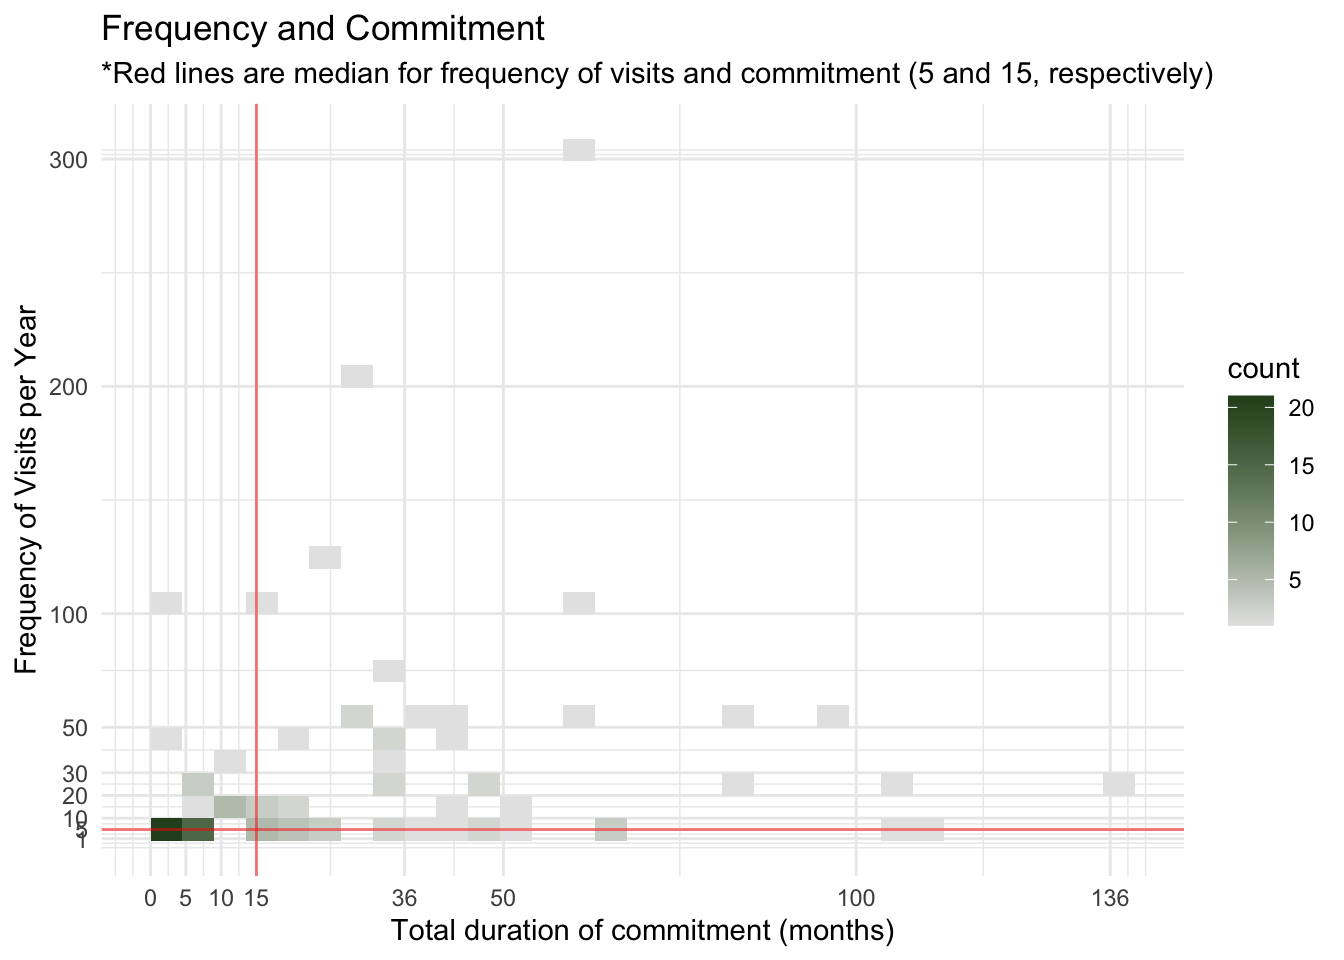 Frequency and Commitment
*Red lines are median for frequency of visits and commitment (5 and 15, respectively)
Frequency of Visits per Year
300
200
100
50
30
20
10
5
1
0 5 10 15 36 50 100 136
Total duration of commitment (months)
count
20
15
10
5